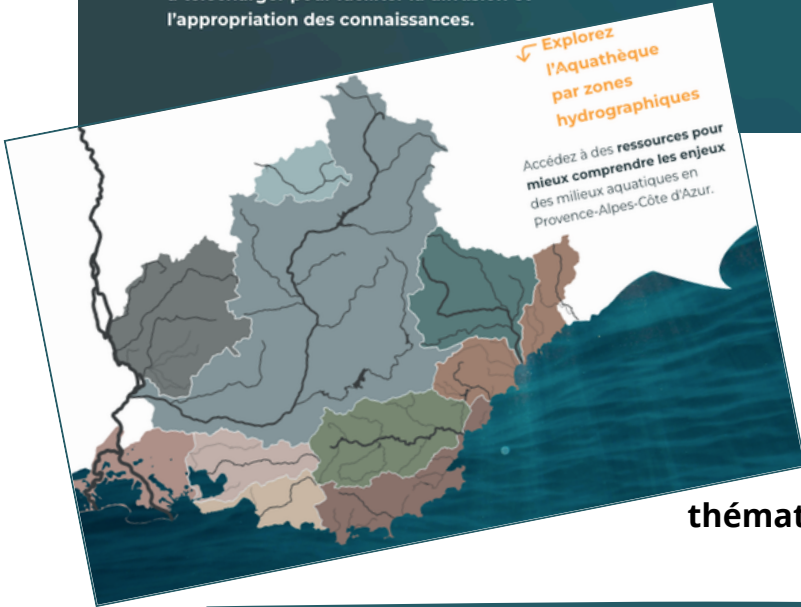 l'appropriation des connaissances.
Explorez
l'Aquathèque
par zones
hydrographiques
Accédez à des ressources pour
mieux comprendre les enjeux
des milieux aquatiques en
Provence-Alpes-Côte d'Azur.
thémat